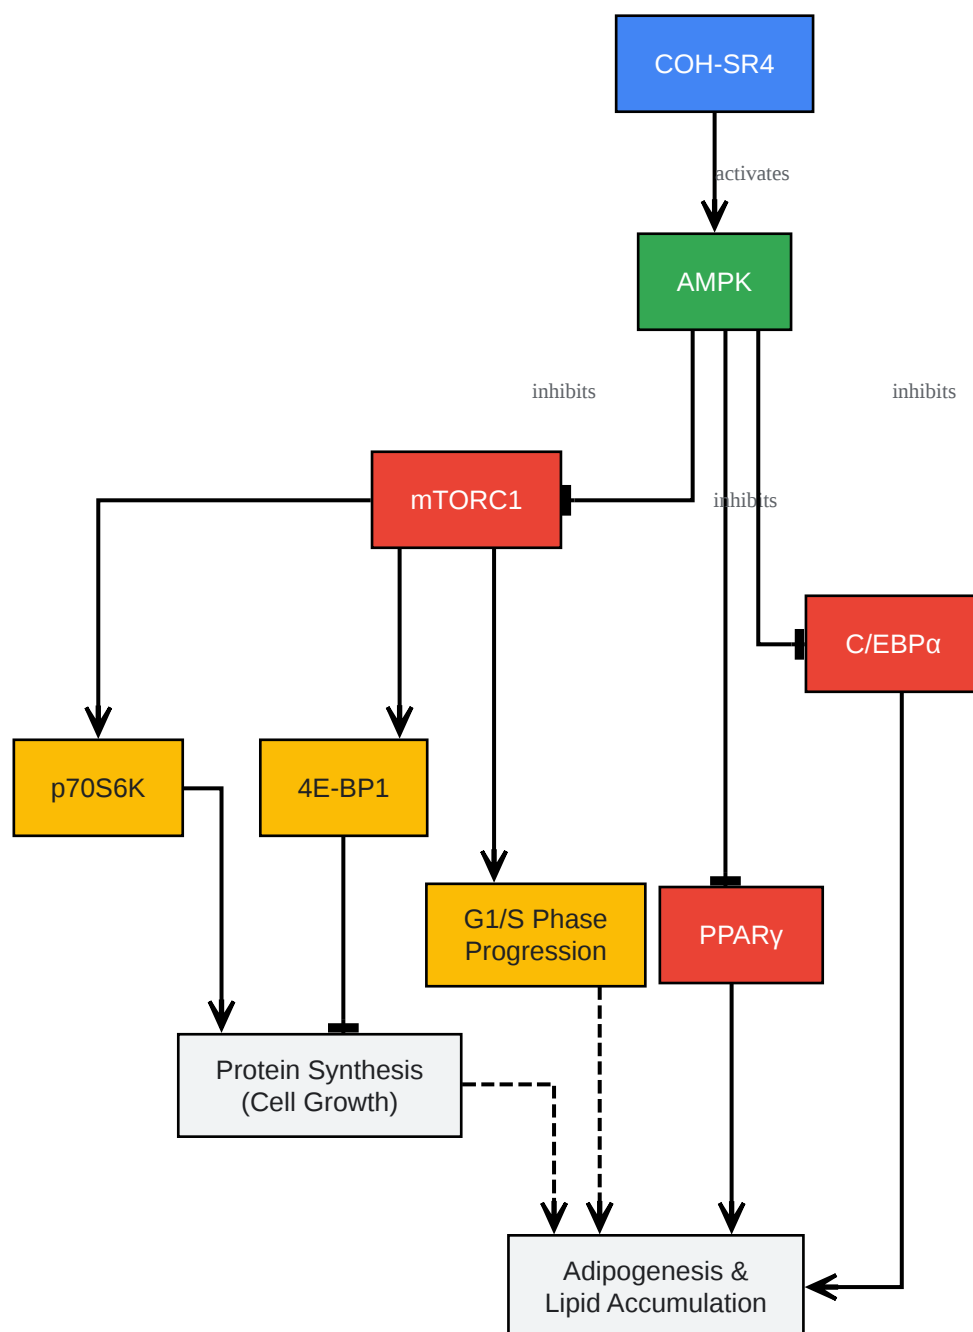 COH-SR4
activates
AMPK
inhibits
inhibits
mTORC1
inhibits
C/EBPα
p70S6K
4E-BP1
G1/S Phase
Progression
PPARγ
Protein Synthesis
(Cell Growth)
Adipogenesis &
Lipid Accumulation